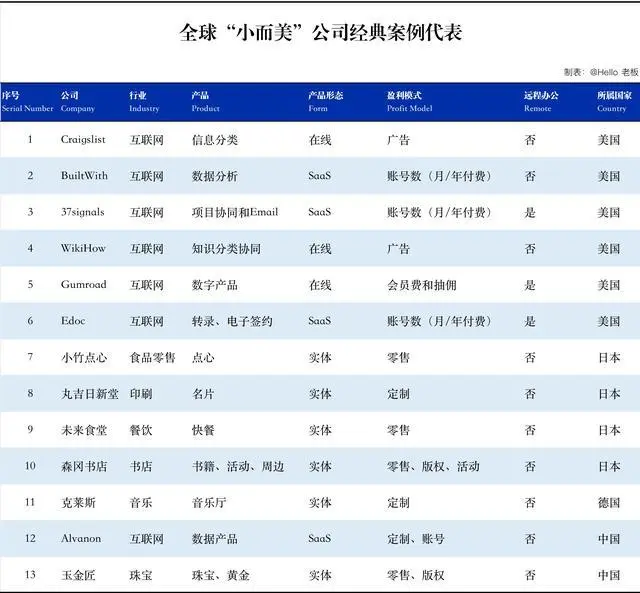 全球“小而美”公司经典案例代表
制表：@Hello 老板
序号 公司 行业 产品 产品形态 盈利模式 远程办公 所属国家
Serial Number Company Industry Product Form Profit Model Remote Country
1 Craigslist 互联网 信息分类 在线 广告 否 美国
2 BuiltWith 互联网 数据分析 SaaS 账号数（月/年付费） 否 美国
3 37signals 互联网 项目协同和Email SaaS 账号数（月/年付费） 是 美国
4 WikiHow 互联网 知识分类协同 在线 广告 否 美国
5 Gumroad 互联网 数字产品 在线 会员费和抽佣 是 美国
6 Edoc 互联网 转录、电子签约 SaaS 账号数（月/年付费） 是 美国
7 小竹点心 食品零售 点心 实体 零售 否 日本
8 丸吉日新堂 印刷 名片 实体 定制 否 日本
9 未来食堂 餐饮 快餐 实体 零售 否 日本
10 森冈书店 书店 书籍、活动、周边 实体 零售、版权、活动 否 日本
11 克莱斯 音乐 音乐厅 实体 定制 否 德国
12 Alvanon 互联网 数据产品 SaaS 定制、账号 否 中国
13 玉金匠 珠宝 珠宝、黄金 实体 零售、版权 否 中国